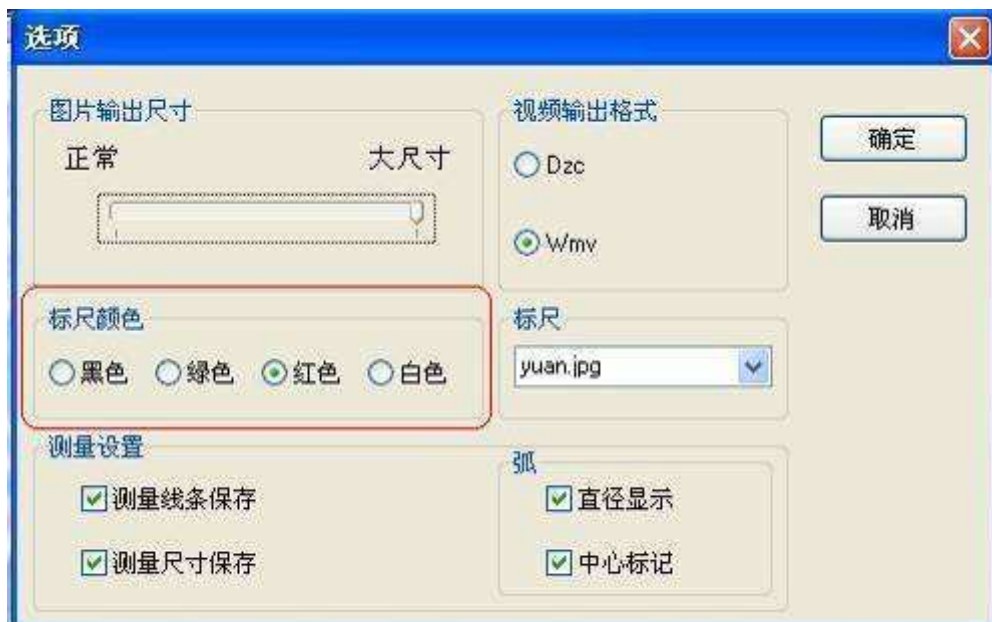 选项
图片输出尺寸
正常 大尺寸
视频输出格式
Dzc
Wmv
确定
取消
标尺颜色
黑色 绿色 红色 白色
标尺
yuan.jpg
测量设置
测量线条保存
测量尺寸保存
弧
直径显示
中心标记